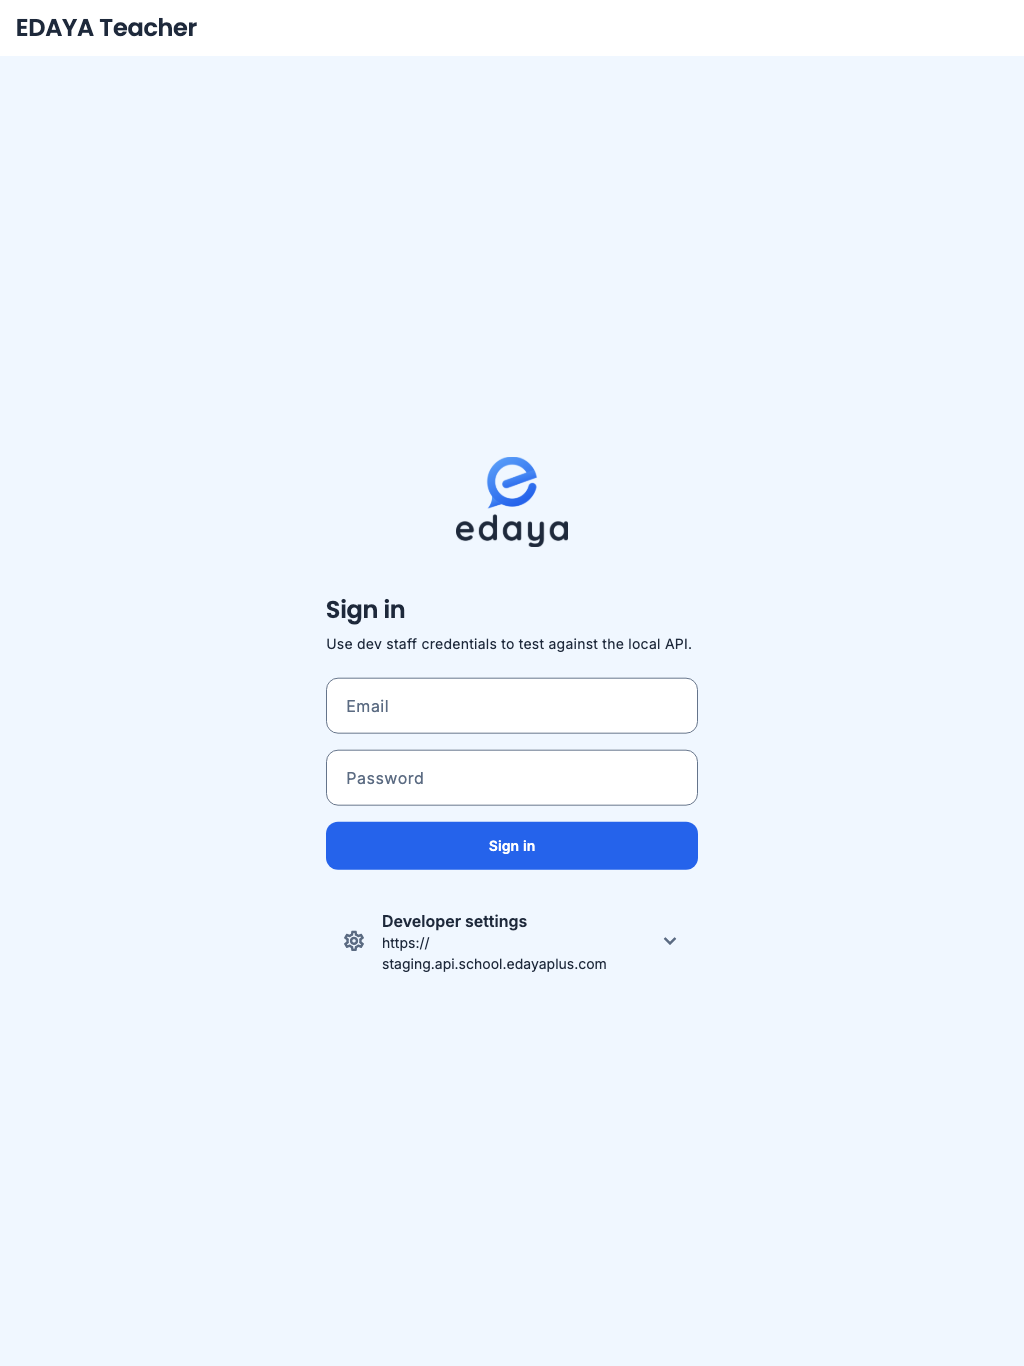 EDAYA Teacher
edaya
Sign in
Use dev staff credentials to test against the local API.
Email
Password
Sign in
Developer settings
https://
staging.api.school.edayaplus.com